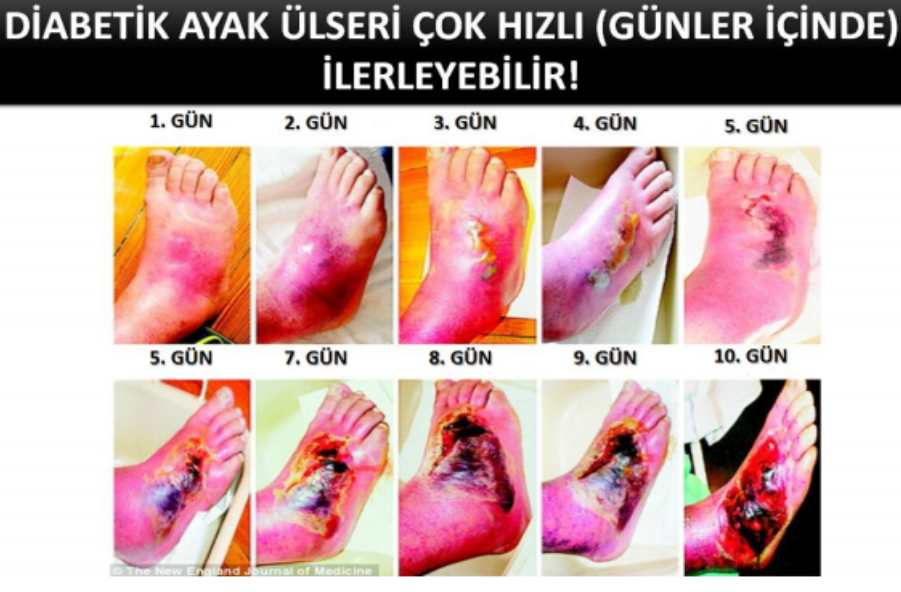 DİABETİK AYAK ÜLSERİ ÇOK HIZLI (GÜNLER İÇİNDE)
İLERLEYEBİLİR!
1. GÜN 2. GÜN 3. GÜN 4. GÜN 5. GÜN
5. GÜN 7. GÜN 8. GÜN 9. GÜN 10. GÜN
© The New England Journal of Medicine